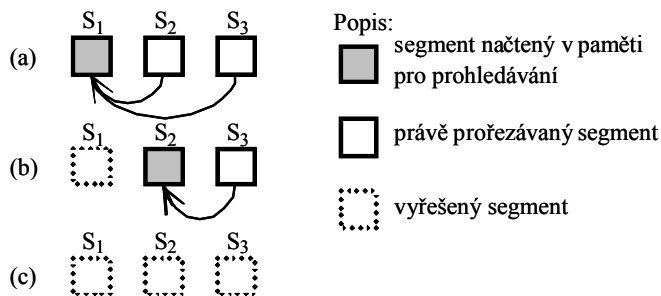 S1 S2 S3
(a)
S1 S2 S3
(b)
S1 S2 S3
(c)
Popis:
segment načtený v paměti
pro prohledávání
právě prořezávaný segment
vyřešený segment